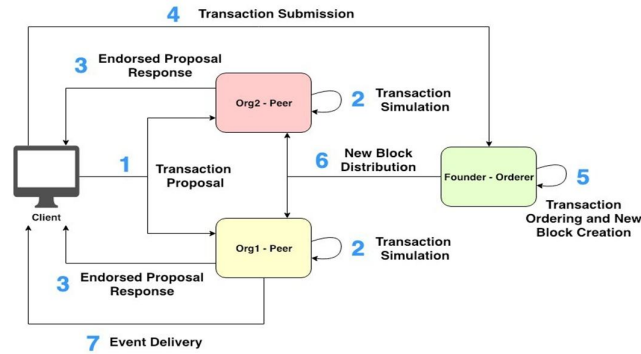 4 Transaction Submission
3 Endorsed Proposal
Response
Org2 - Peer
2 Transaction
Simulation
1
Transaction
Proposal
6 New Block
Distribution
Founder - Orderer
5
Transaction
Ordering and New
Block Creation
Client
Org1 - Peer
2 Transaction
Simulation
3 Endorsed Proposal
Response
7 Event Delivery